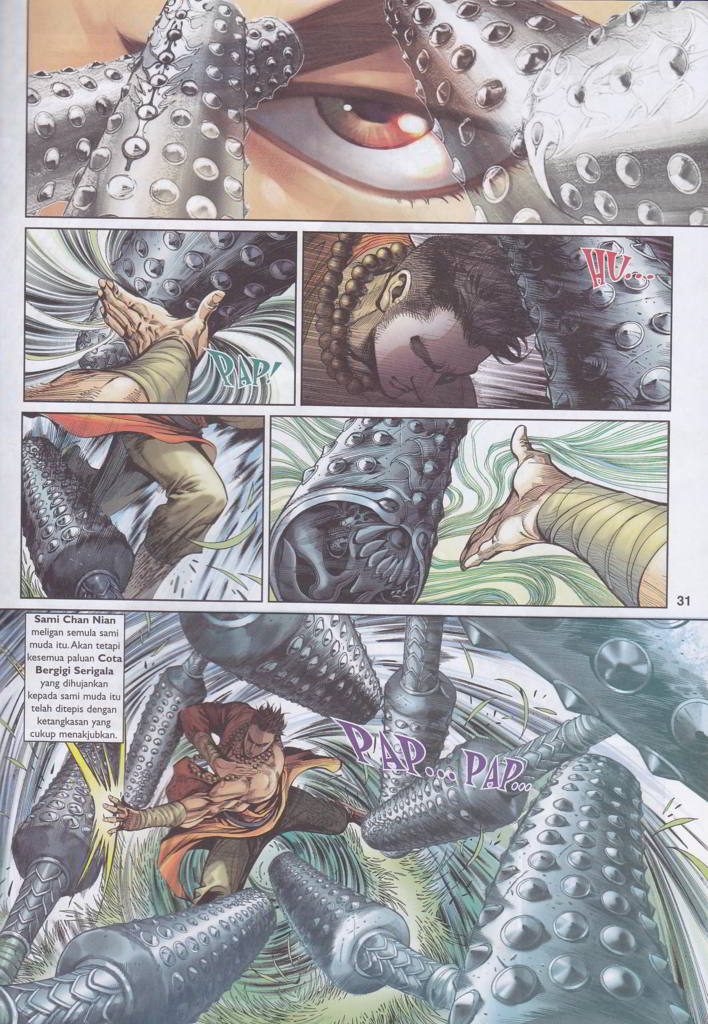 HU....
PAP!
31
Sami Chan Nian
meligan semula sami
muda itu. Akan tetapi
kesemua paluan Cota
Bergigi Serigala
yang dihujankan
kepada sami muda itu
telah ditepis dengan
ketangkasan yang
cukup menakjubkan.
PAP... PAP...